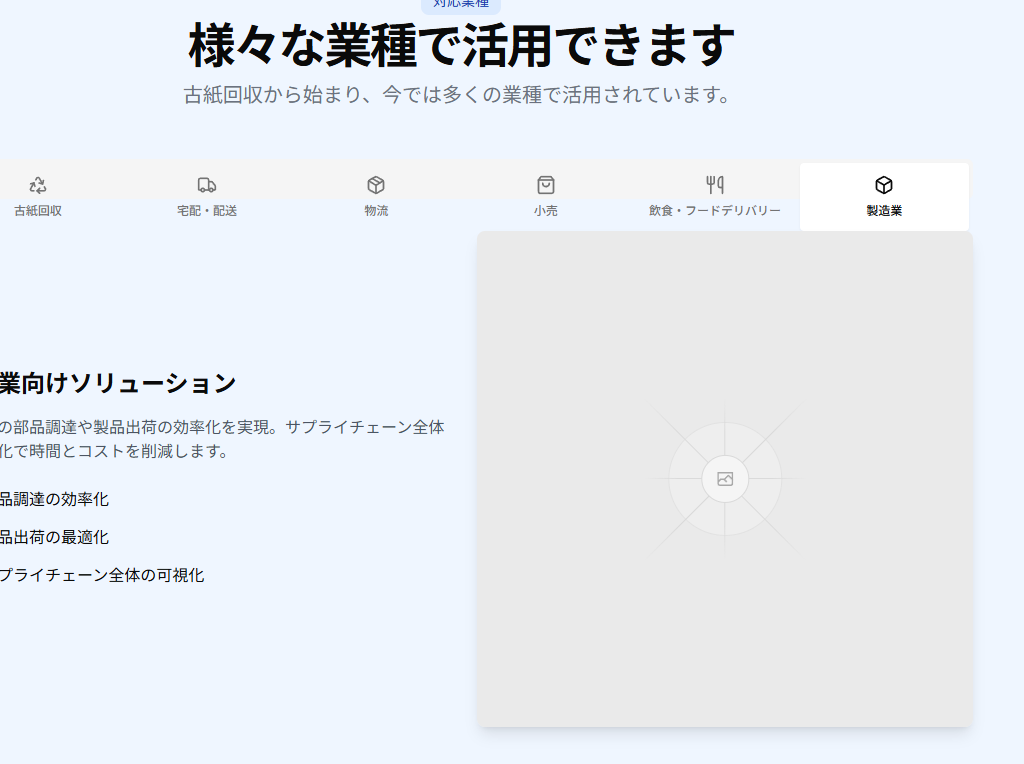 対応業種
様々な業種で活用できます
古紙回収から始まり、今では多くの業種で活用されています。
古紙回収
宅配・配送
物流
小売
飲食・フードデリバリー
製造業
業向けソリューション
の部品調達や製品出荷の効率化を実現。サプライチェーン全体
化で時間とコストを削減します。
品調達の効率化
品出荷の最適化
プライチェーン全体の可視化